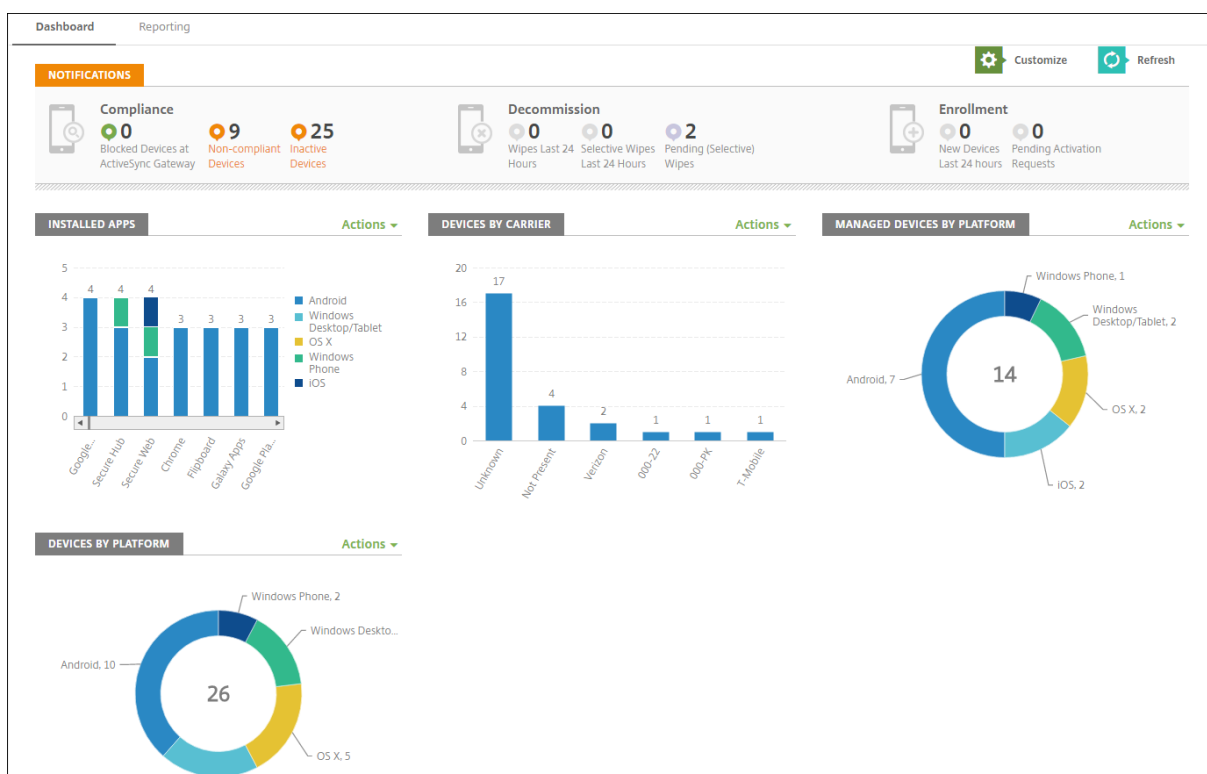 Dashboard
Reporting
Customize
Refresh
NOTIFICATIONS
Compliance
0
Blocked Devices at
ActiveSync Gateway
9
Non-compliant
Devices
25
Inactive
Devices
Decommission
0
Wipes Last 24
Hours
0
Selective Wipes
Last 24 Hours
2
Pending (Selective)
Wipes
Enrollment
0
New Devices
Last 24 hours
0
Pending Activation
Requests
INSTALLED APPS
Actions
5
4
3
2
1
0
4
4
4
3
3
3
3
Google...
Secure Hub
Secure Web
Chrome
Flipboard
Galaxy Apps
Google Pla...
Android
Windows
Desktop/Tablet
OS X
Windows
Phone
iOS
DEVICES BY CARRIER
Actions
20
16
12
8
4
0
17
4
2
1
1
1
Unknown
Not Present
Verizon
000-22
000-PK
T-Mobile
MANAGED DEVICES BY PLATFORM
Actions
Windows Phone, 1
Windows
Desktop/Tablet, 2
Android, 7
14
OS X, 2
iOS, 2
DEVICES BY PLATFORM
Actions
Windows Phone, 2
Windows Deskto...
Android, 10
26
OS X, 5